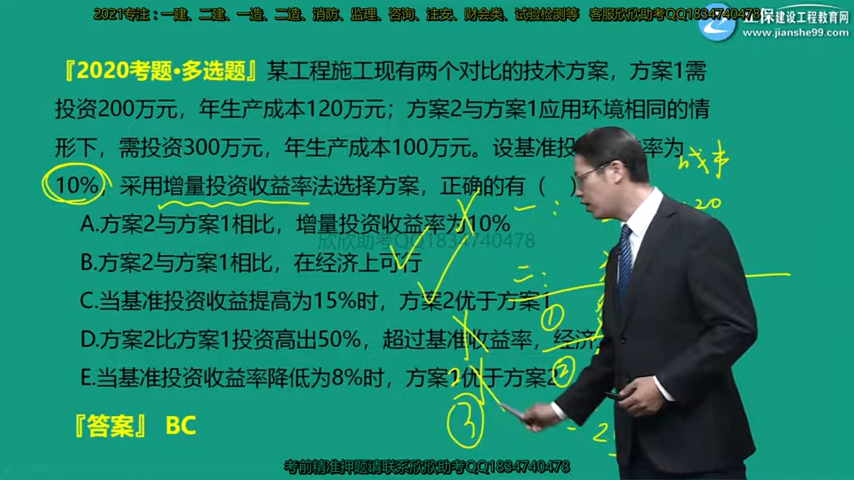 2021专注：一建、二建、一造、二造、消防、监理、咨询、注安、财会类、试验检测等 客服欣欣助考QQ1834740478
正保建设工程教育网
www.jianshe99.com
『2020考题·多选题』某工程施工现有两个对比的技术方案，方案1需
投资200万元，年生产成本120万元；方案2与方案1应用环境相同的情
形下，需投资300万元，年生产成本100万元。设基准投 率为
10%，采用增量投资收益率法选择方案，正确的有（ ）
成本
一：
20
A.方案2与方案1相比，增量投资收益率为10%
欣欣助考QQ1834740478
B.方案2与方案1相比，在经济上可行
二：
C.当基准投资收益提高为15%时，方案2优于方案1
①
D.方案2比方案1投资高出50%，超过基准收益率，经济
②
E.当基准投资收益率降低为8%时，方案1优于方案2
③
『答案』 BC
考前精准押题请联系欣欣助考QQ1834740478